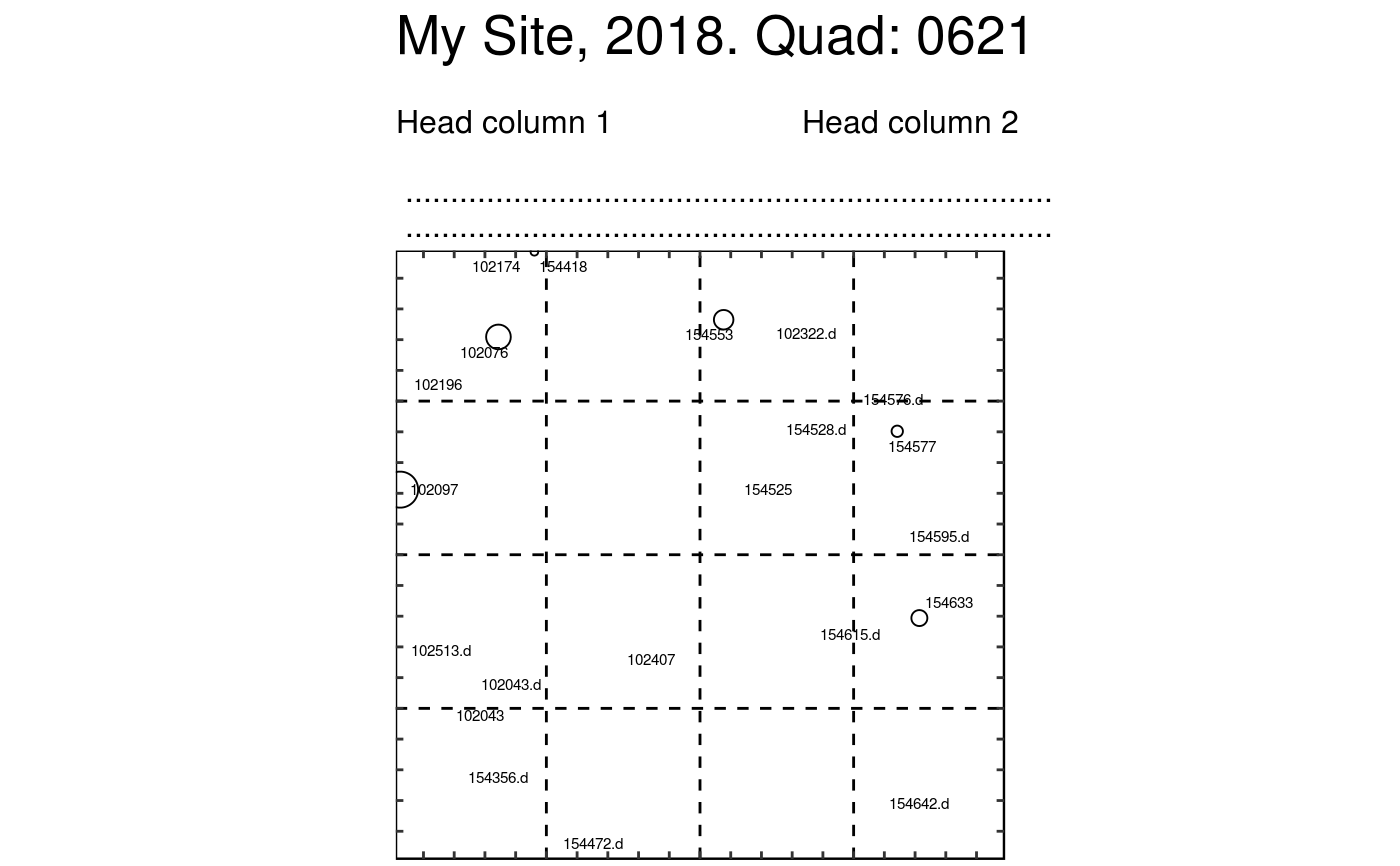 My Site, 2018. Quad: 0621
Head column 1 Head column 2
........................................................................
........................................................................
102174 154418
154553 102322.d
102076
102196
154576.d
154528.d
154577
102097 154525
154595.d
154633
154615.d
102513.d
102407
102043.d
102043
154356.d
154642.d
154472.d